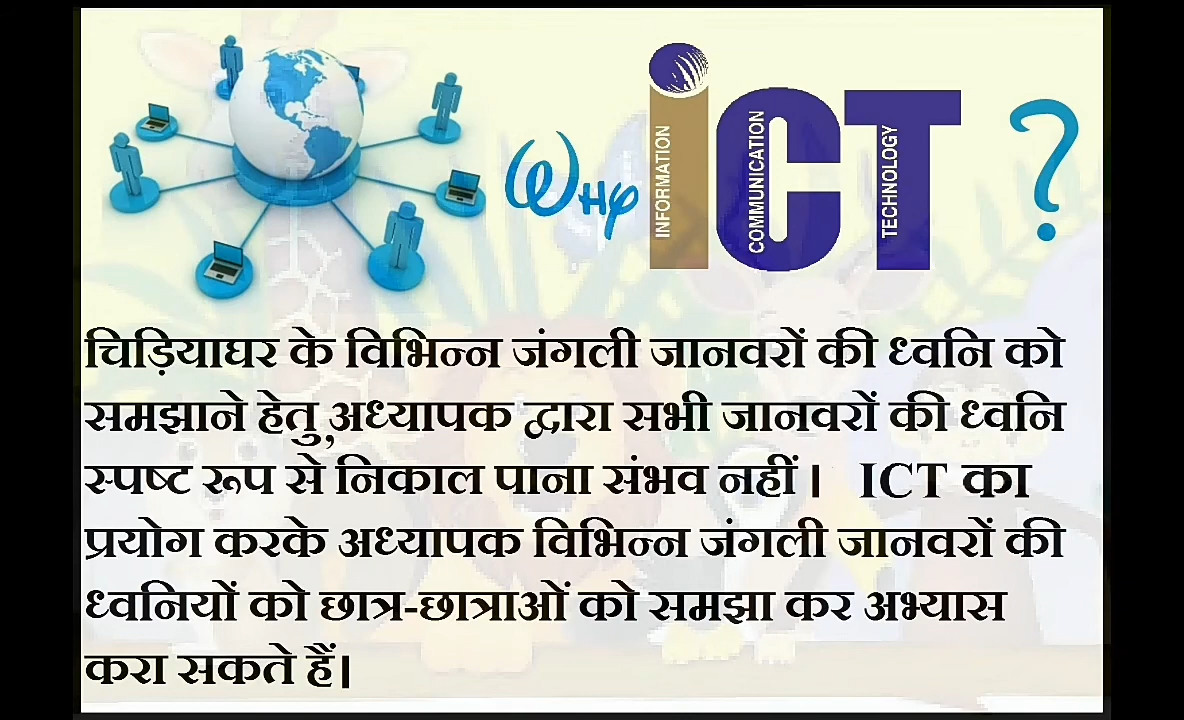 Why ICT ?
INFORMATION
COMMUNICATION
TECHNOLOGY
चिड़ियाघर के विभिन्न जंगली जानवरों की ध्वनि को
समझाने हेतु,अध्यापक द्वारा सभी जानवरों की ध्वनि
स्पष्ट रूप से निकाल पाना संभव नहीं। ICT का
प्रयोग करके अध्यापक विभिन्न जंगली जानवरों की
ध्वनियों को छात्र-छात्राओं को समझा कर अभ्यास
करा सकते हैं।